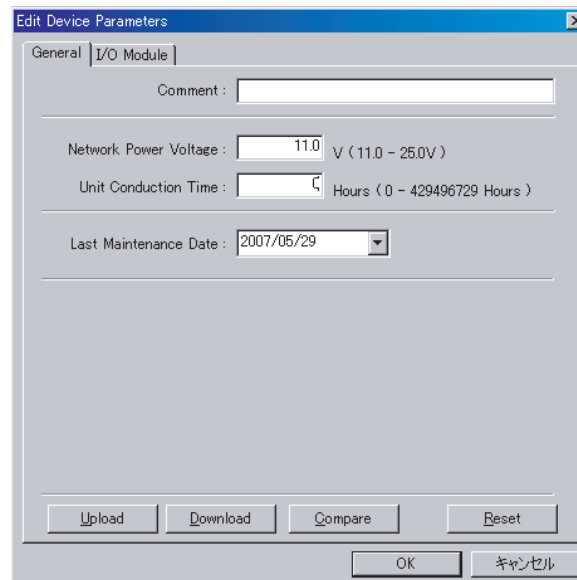 Edit Device Parameters
General I/O Module
Comment :
Network Power Voltage : 11.0 V ( 11.0 - 25.0V )
Unit Conduction Time : Hours ( 0 - 429496729 Hours )
Last Maintenance Date : 2007/05/29
Upload Download Compare Reset
OK キャンセル